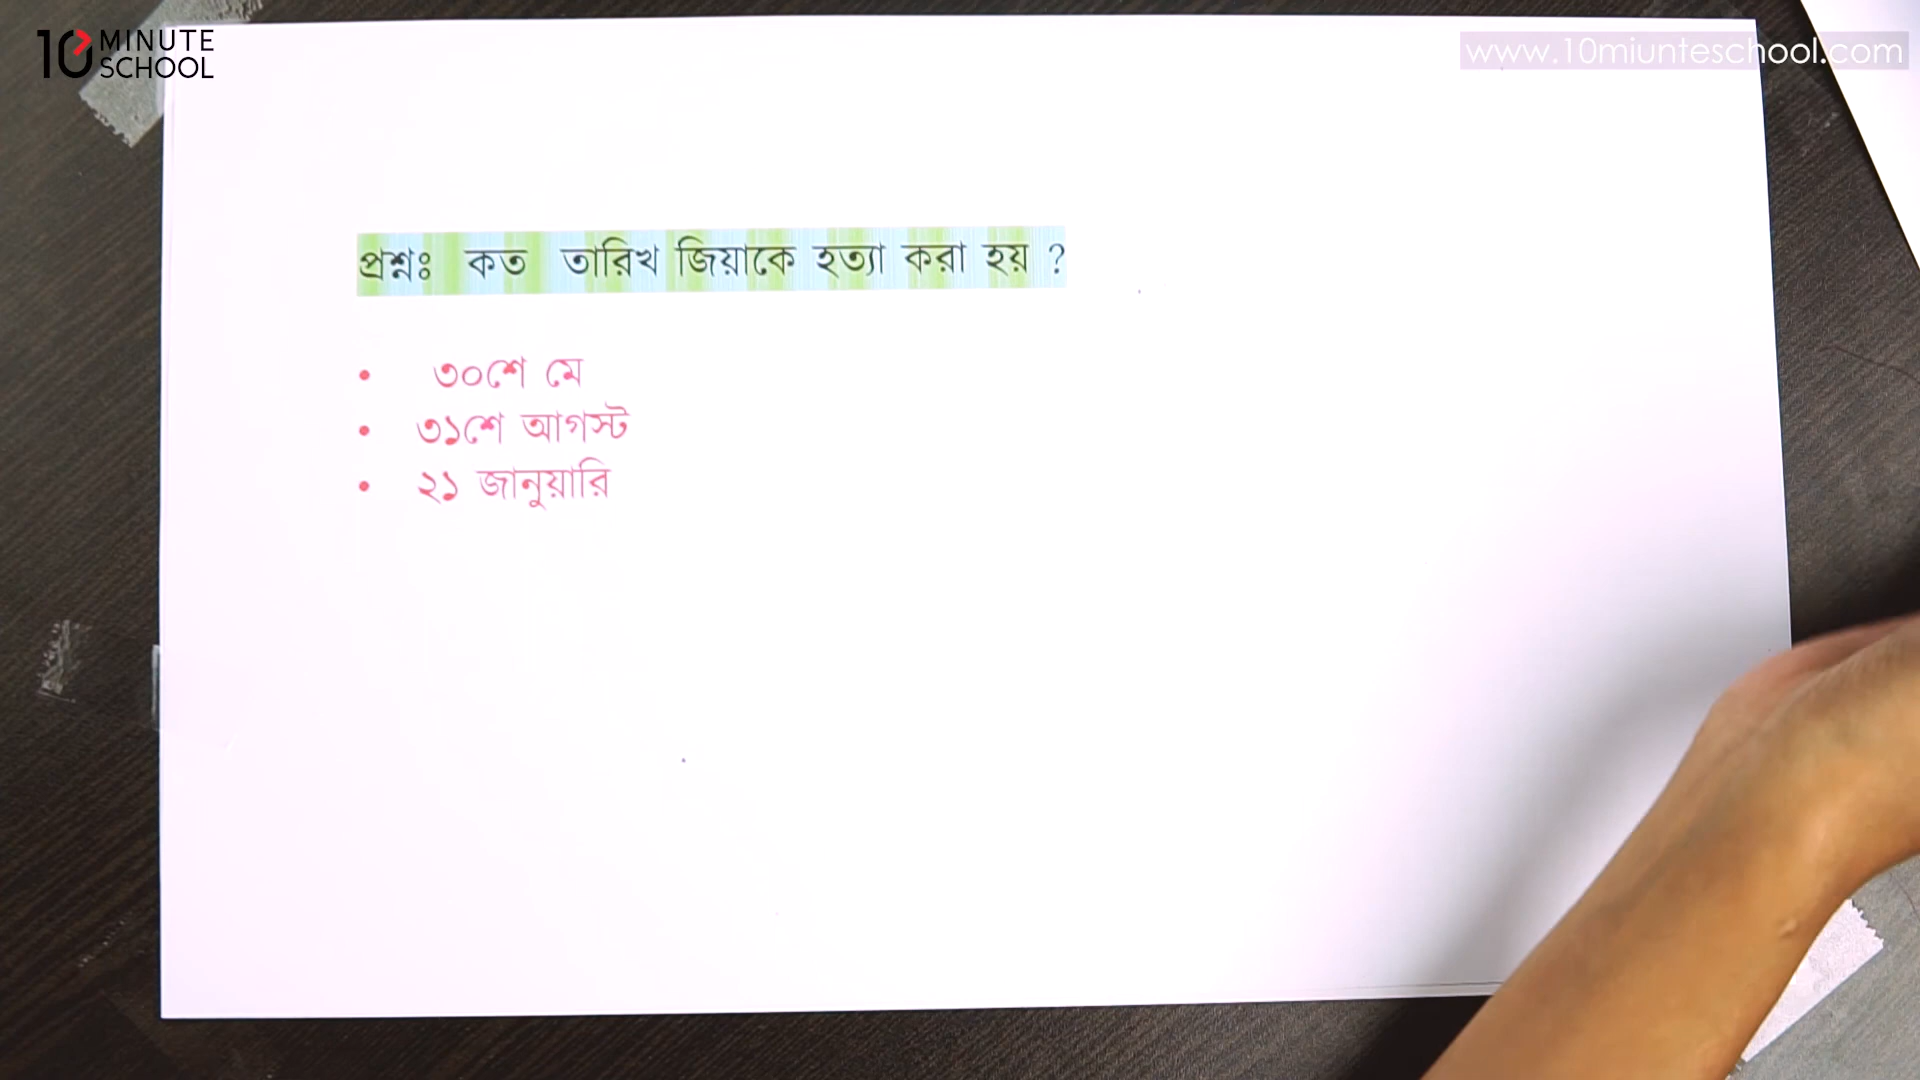 10 MINUTE
SCHOOL
www.10miunteschool.com
প্রশ্নঃ কত তারিখ জিয়াকে হত্যা করা হয় ?
• ৩০শে মে
• ৩১শে আগস্ট
• ২১ জানুয়ারি